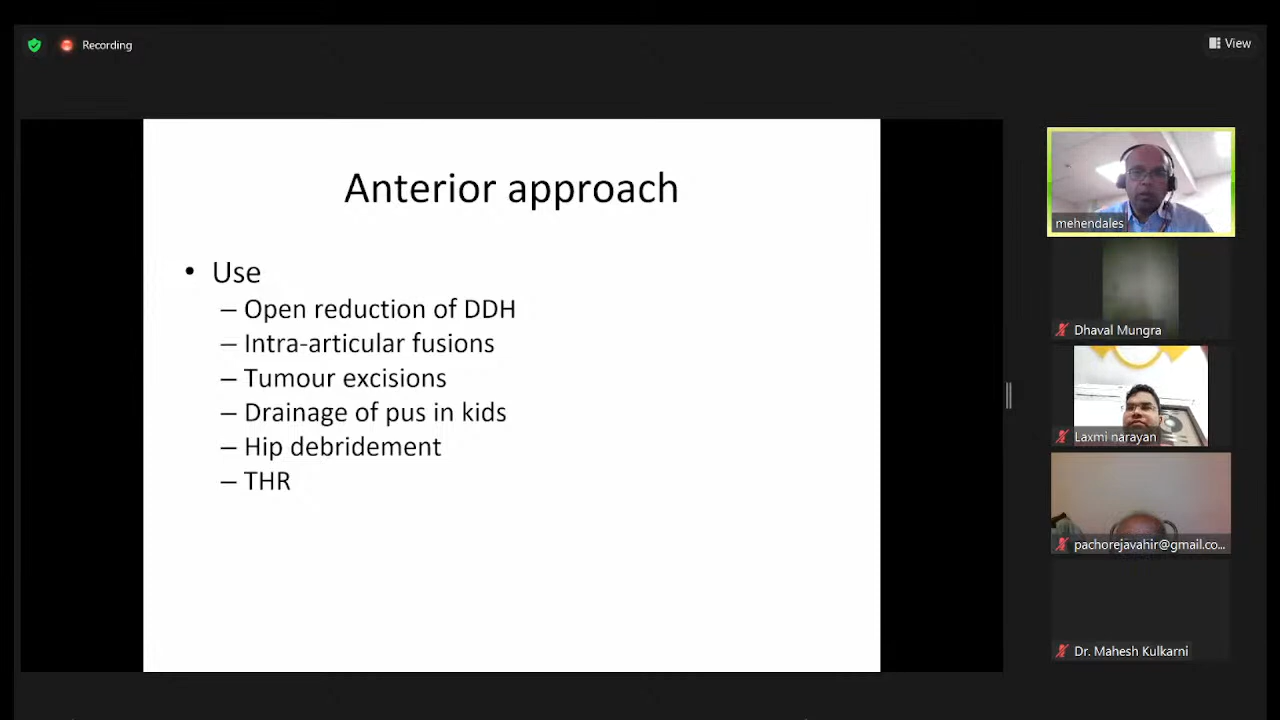 Recording
View
Anterior approach
• Use
– Open reduction of DDH
– Intra-articular fusions
– Tumour excisions
– Drainage of pus in kids
– Hip debridement
– THR
mehendales
Dhaval Mungra
Laxmi narayan
pachorejavahir@gmail.co...
Dr. Mahesh Kulkarni